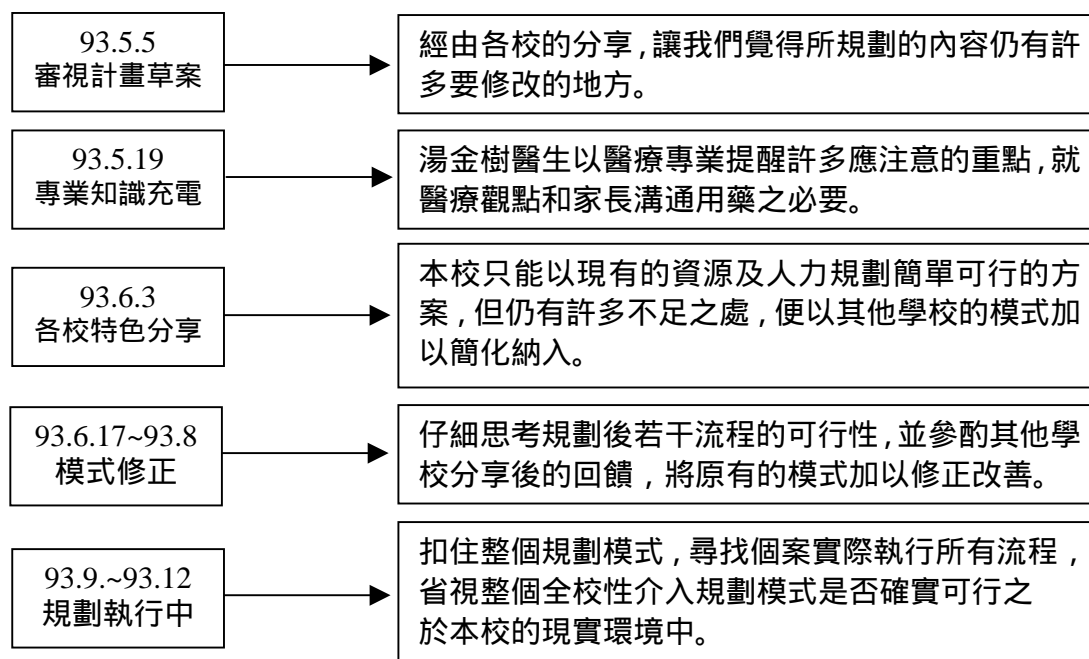 93.5.5
審視計畫草案
經由各校的分享,讓我們覺得所規劃的內容仍有許
多要修改的地方。
93.5.19
專業知識充電
湯金樹醫生以醫療專業提醒許多應注意的重點,就
醫療觀點和家長溝通用藥之必要。
93.6.3
各校特色分享
本校只能以現有的資源及人力規劃簡單可行的方
案,但仍有許多不足之處,便以其他學校的模式加
以簡化納入。
93.6.17~93.8
模式修正
仔細思考規劃後若干流程的可行性,並參酌其他學
校分享後的回饋,將原有的模式加以修正改善。
93.9.~93.12
規劃執行中
扣住整個規劃模式,尋找個案實際執行所有流程,
省視整個全校性介入規劃模式是否確實可行之
於本校的現實環境中。